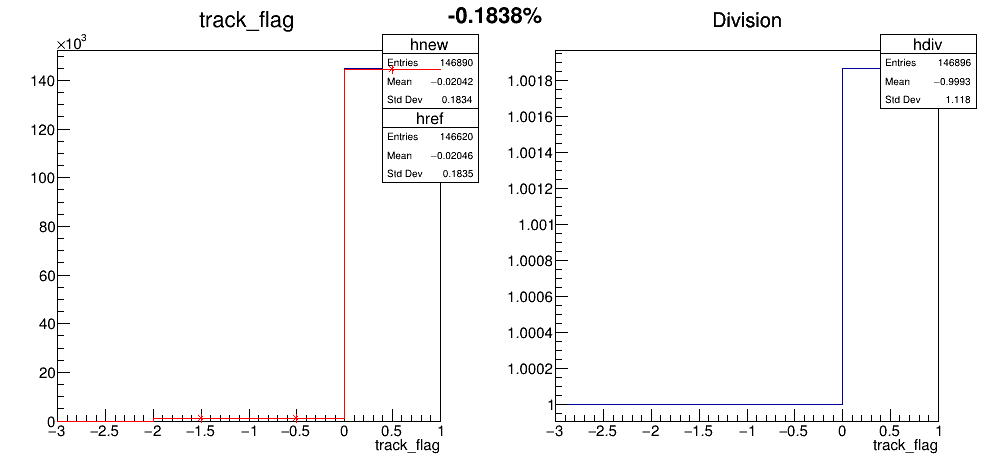 -0.1838%
track_flag
×10³
hnew
Entries 146890
Mean −0.02042
Std Dev 0.1834
href
Entries 146620
Mean −0.02046
Std Dev 0.1835
140
120
100
80
60
40
20
0
−3 −2.5 −2 −1.5 −1 −0.5 0 0.5 1
track_flag
Division
hdiv
Entries 146896
Mean −0.9993
Std Dev 1.118
1.0018
1.0016
1.0014
1.0012
1.001
1.0008
1.0006
1.0004
1.0002
1
−3 −2.5 −2 −1.5 −1 −0.5 0 0.5 1
track_flag